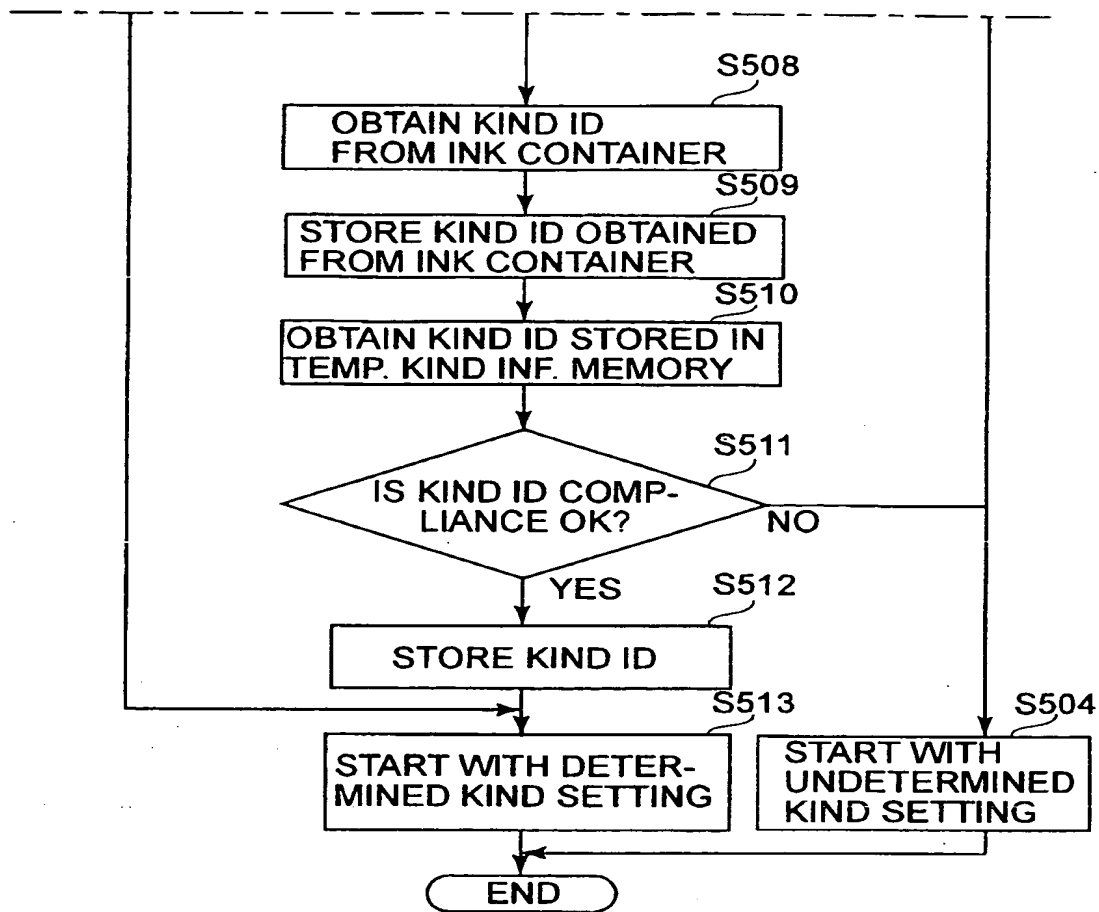 S508
OBTAIN KIND ID
FROM INK CONTAINER
S509
STORE KIND ID OBTAINED
FROM INK CONTAINER
S510
OBTAIN KIND ID STORED IN
TEMP. KIND INF. MEMORY
S511
IS KIND ID COMP-
LIANCE OK?
NO
YES
S512
STORE KIND ID
S513
START WITH DETER-
MINED KIND SETTING
S504
START WITH
UNDETERMINED
KIND SETTING
END